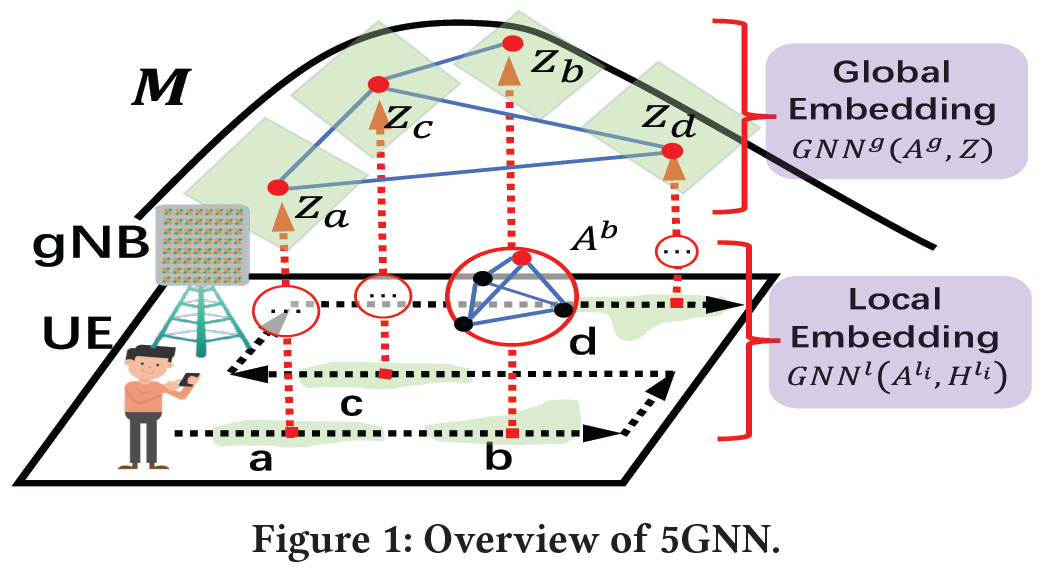 M
Z_b
Z_c
Z_d
Z_a
Global
Embedding
GNN^g(A^g, Z)
gNB
A^b
...
...
...
UE
d
Local
Embedding
GNN^l(A^{l_i}, H^{l_i})
c
a
b
Figure 1: Overview of 5GNN.